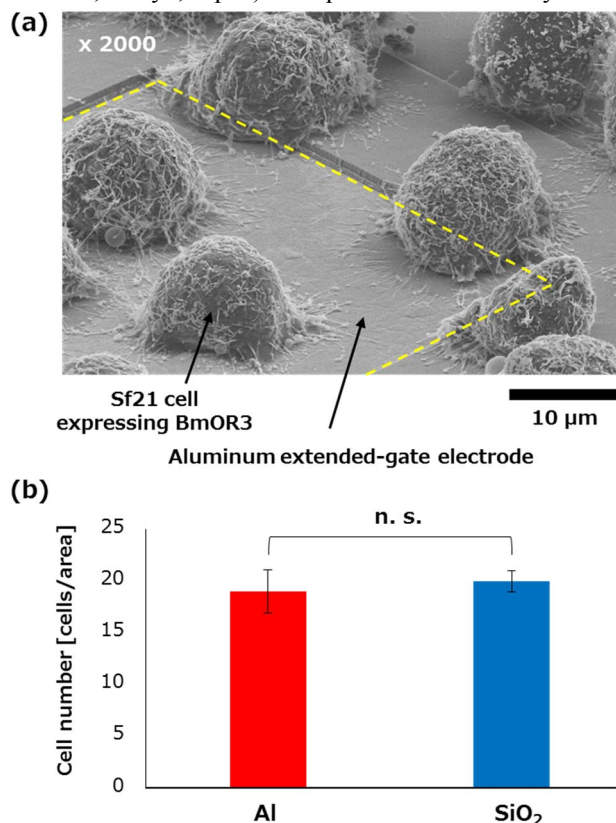 (a)
x 2000
Sf21 cell
expressing BmOR3
10 μm
Aluminum extended-gate electrode
(b)
n. s.
Cell number [cells/area]
25
20
15
10
5
0
Al
SiO₂